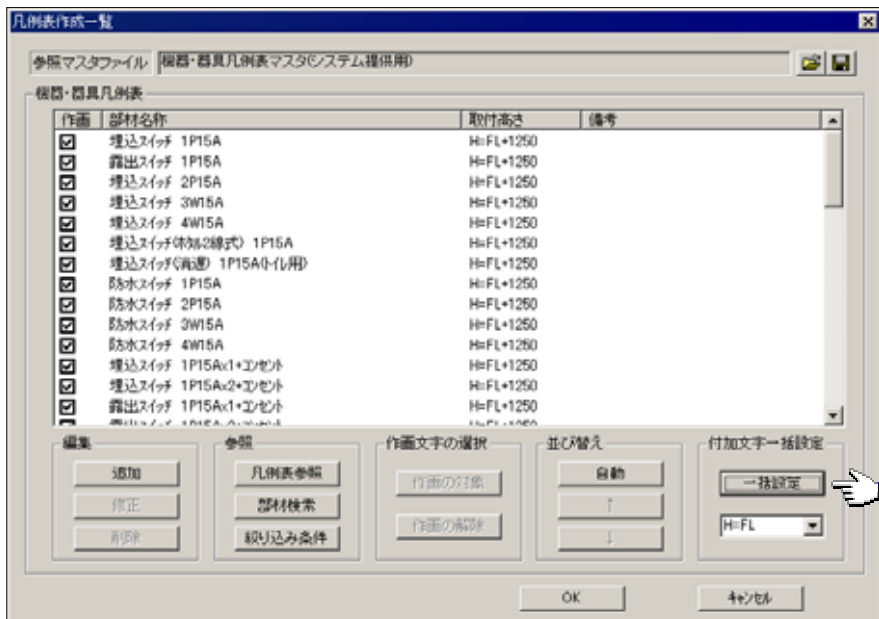 凡例表作成一覧
参照マスタファイル 機器・器具凡例表マスタ(システム提供用)
機器・器具凡例表
作画 部材名称 取付高さ 備考
埋込スイッチ 1P15A H=FL+1250
露出スイッチ 1P15A H=FL+1250
埋込スイッチ 2P15A H=FL+1250
埋込スイッチ 3W15A H=FL+1250
埋込スイッチ 4W15A H=FL+1250
埋込スイッチ(ホタル2線式) 1P15A H=FL+1250
埋込スイッチ(消遅) 1P15A(トイレ用) H=FL+1250
防水スイッチ 1P15A H=FL+1250
防水スイッチ 2P15A H=FL+1250
防水スイッチ 3W15A H=FL+1250
防水スイッチ 4W15A H=FL+1250
埋込スイッチ 1P15Ax1+コンセント H=FL+1250
埋込スイッチ 1P15Ax2+コンセント H=FL+1250
露出スイッチ 1P15Ax1+コンセント H=FL+1250
編集 参照 作画文字の選択 並び替え 付加文字一括設定
追加 凡例表参照 作画の対象 自動 一括設定
修正 部材検索 ↑
削除 絞り込み条件 作画の解除 ↓ H=FL
OK キャンセル